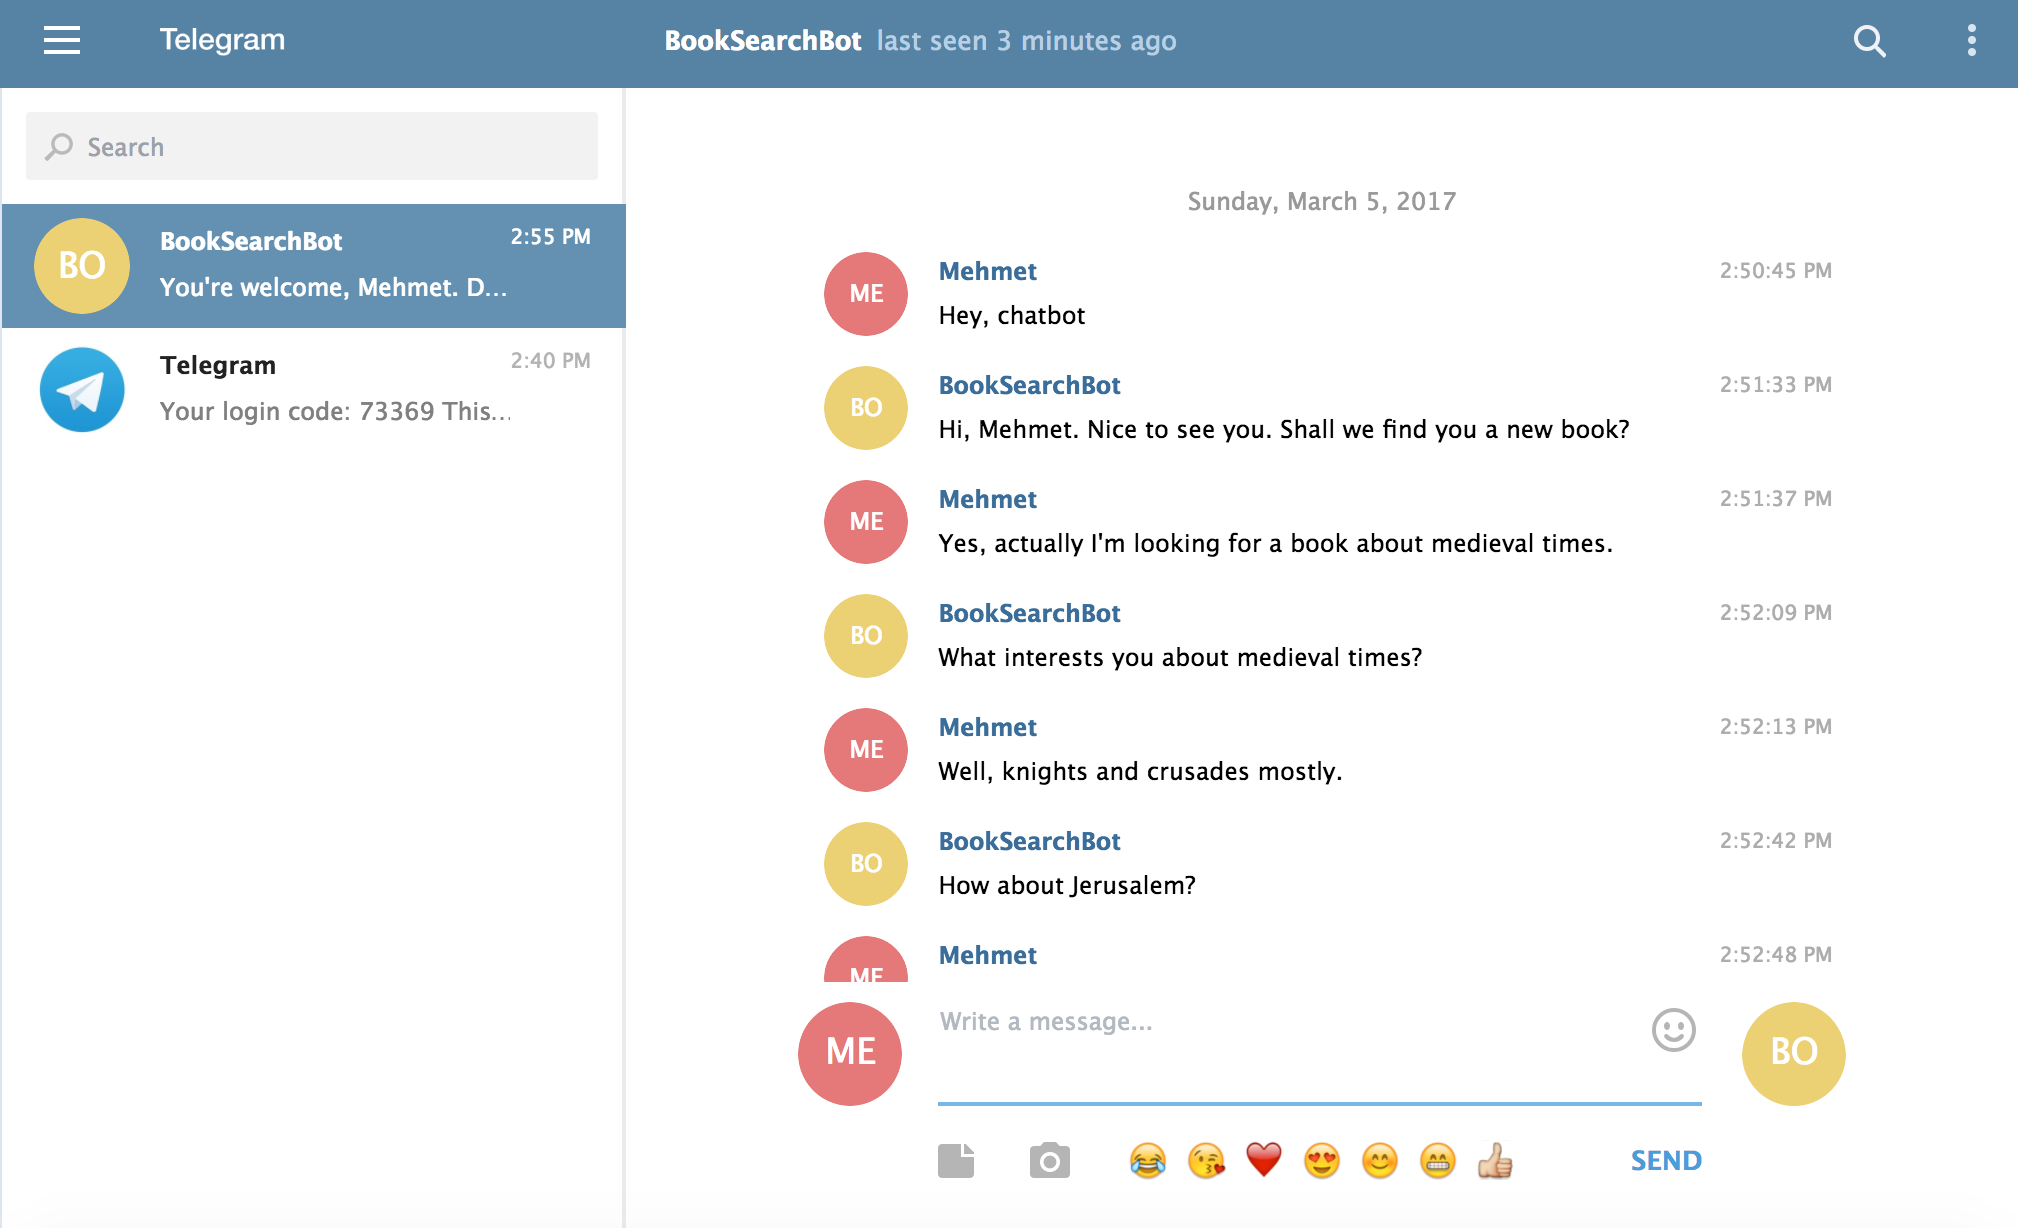 Telegram
BookSearchBot last seen 3 minutes ago
Search
BO
BookSearchBot 2:55 PM
You're welcome, Mehmet. D...
Telegram 2:40 PM
Your login code: 73369 This...
Sunday, March 5, 2017
ME
Mehmet 2:50:45 PM
Hey, chatbot
BO
BookSearchBot 2:51:33 PM
Hi, Mehmet. Nice to see you. Shall we find you a new book?
ME
Mehmet 2:51:37 PM
Yes, actually I'm looking for a book about medieval times.
BO
BookSearchBot 2:52:09 PM
What interests you about medieval times?
ME
Mehmet 2:52:13 PM
Well, knights and crusades mostly.
BO
BookSearchBot 2:52:42 PM
How about Jerusalem?
ME
Mehmet 2:52:48 PM
ME
Write a message...
BO
SEND